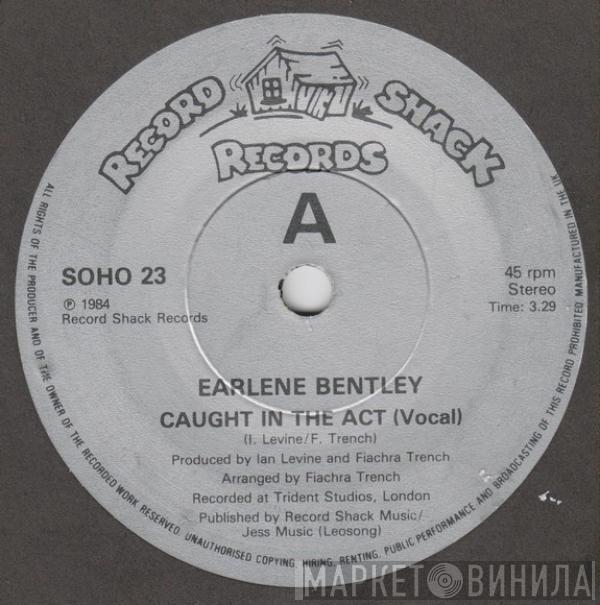 RECORD SHACK
RECORDS
A
SOHO 23
℗ 1984
Record Shack Records
45 rpm
Stereo
Time: 3.29
EARLENE BENTLEY
CAUGHT IN THE ACT (Vocal)
(I. Levine/F. Trench)
Produced by Ian Levine and Fiachra Trench
Arranged by Fiachra Trench
Recorded at Trident Studios, London
Published by Record Shack Music/
Jess Music (Leosong)
ALL RIGHTS OF THE PRODUCER AND OF THE OWNER OF THE RECORDED WORK RESERVED. UNAUTHORISED COPYING, HIRING, RENTING, PUBLIC PERFORMANCE AND BROADCASTING OF THIS RECORD PROHIBITED. MANUFACTURED IN THE UK
МАРКЕТ ВИНИЛА